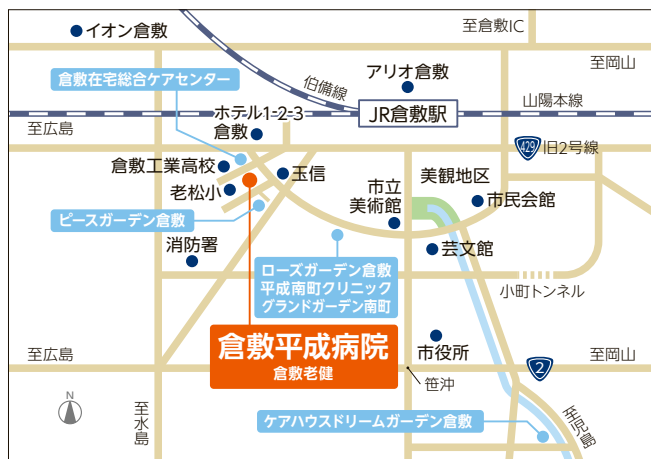 イオン倉敷
至倉敷IC
至岡山
倉敷在宅総合ケアセンター
伯備線
アリオ倉敷
ホテル1-2-3
倉敷
JR倉敷駅
山陽本線
至広島
429
旧2号線
倉敷工業高校
老松小
玉信
市立
美術館
美観地区
市民会館
ピースガーデン倉敷
消防署
ローズガーデン倉敷
平成南町クリニック
グランドガーデン南町
芸文館
小町トンネル
倉敷平成病院
倉敷老健
市役所
至広島
至岡山
2
笹沖
N
至水島
ケアハウスドリームガーデン倉敷
至児島